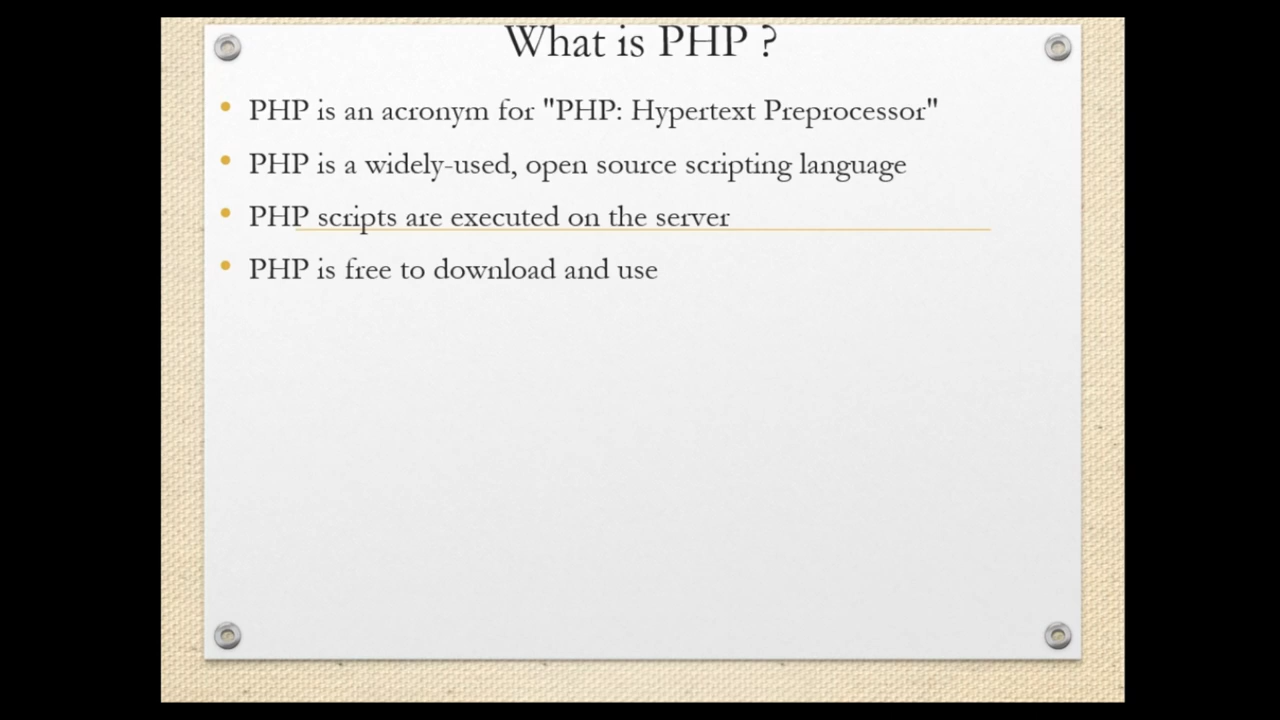 What is PHP ?
PHP is an acronym for "PHP: Hypertext Preprocessor"
PHP is a widely-used, open source scripting language
PHP scripts are executed on the server
PHP is free to download and use